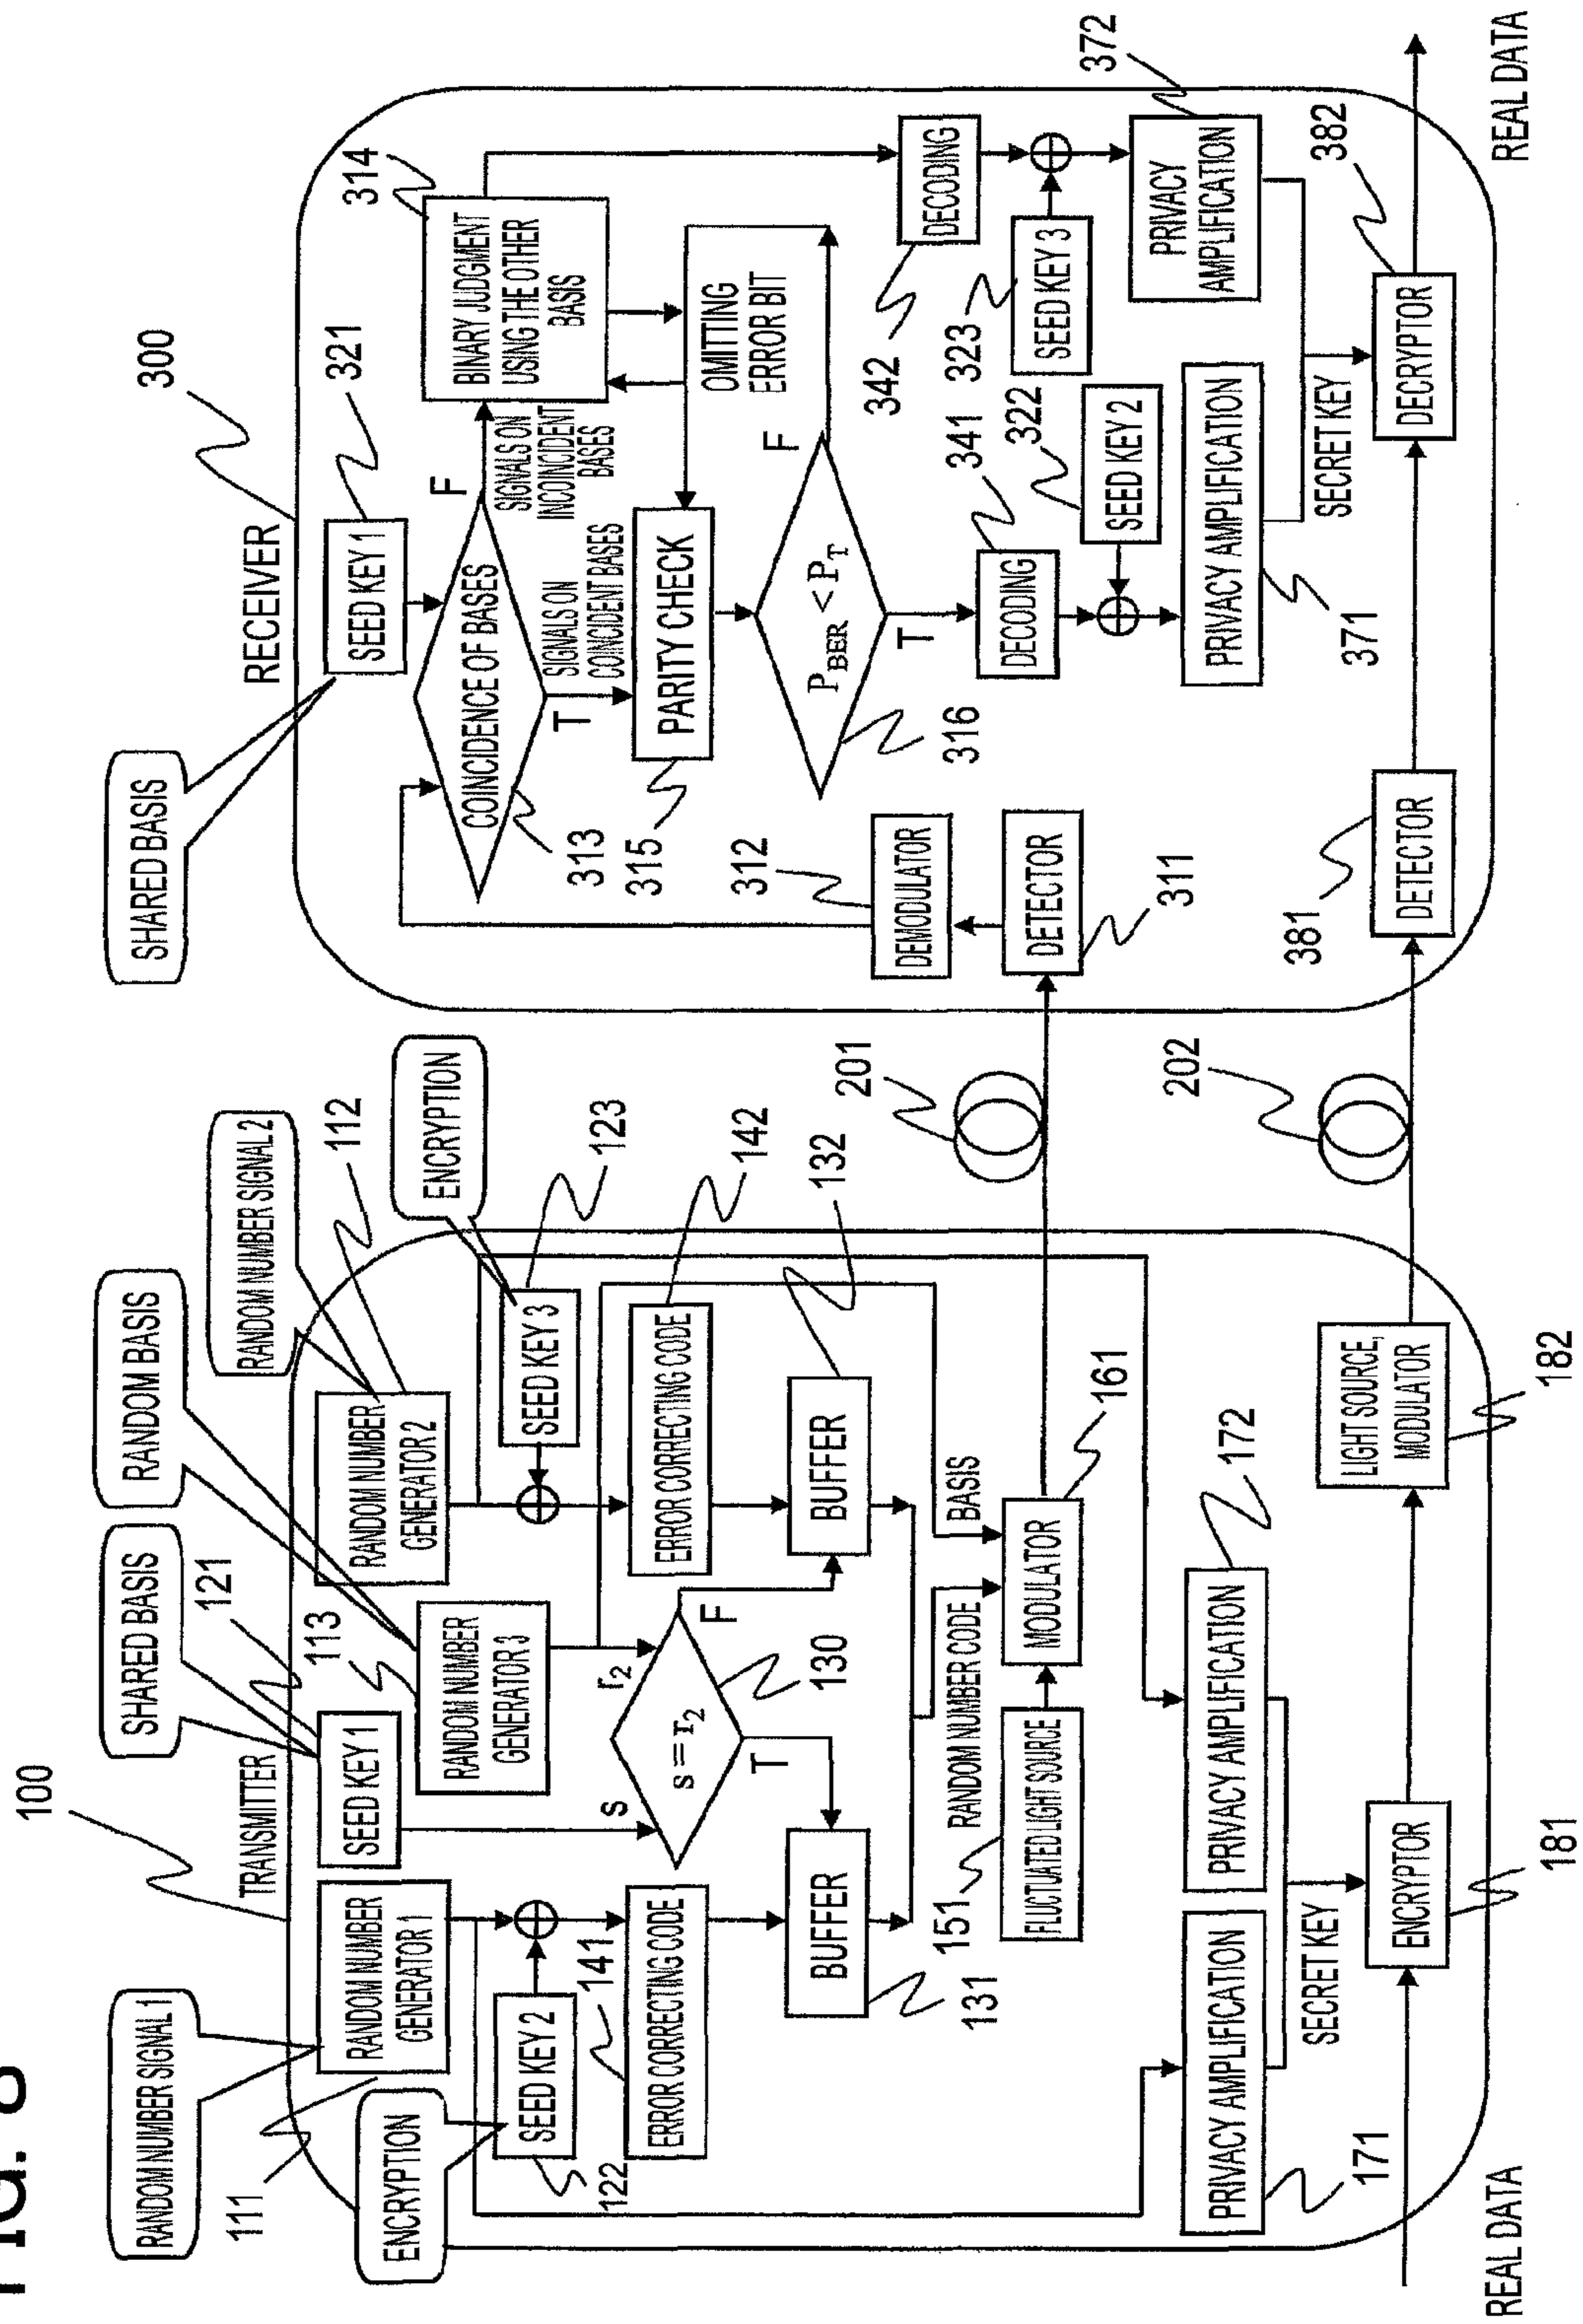 FIG. 8
100
TRANSMITTER
RANDOM NUMBER SIGNAL 1
111
RANDOM NUMBER
GENERATOR 1
ENCRYPTION
SEED KEY 2
122
141
ERROR CORRECTING CODE
BUFFER
131
SHARED BASIS
121
SEED KEY 1
s
RANDOM BASIS
113
RANDOM NUMBER
GENERATOR 3
r2
s = r2
130
T
F
RANDOM NUMBER SIGNAL 2
112
RANDOM NUMBER
GENERATOR 2
ENCRYPTION
123
SEED KEY 3
142
ERROR CORRECTING CODE
132
BUFFER
RANDOM NUMBER CODE
BASIS
151
FLUCTUATED LIGHT SOURCE
MODULATOR
161
PRIVACY AMPLIFICATION
171
PRIVACY AMPLIFICATION
172
SECRET KEY
REAL DATA
ENCRYPTOR
181
LIGHT SOURCE,
MODULATOR
182
201
202
300
RECEIVER
SHARED BASIS
SEED KEY 1
321
COINCIDENCE OF BASES
313
T
F
SIGNALS ON
COINCIDENT BASES
SIGNALS ON
INCOINCIDENT
BASES
314
BINARY JUDGMENT
USING THE OTHER
BASIS
315
PARITY CHECK
OMITTING
ERROR BIT
PBER < PT
316
T
F
312
DEMODULATOR
DETECTOR
311
341
DECODING
322
SEED KEY 2
342
DECODING
323
SEED KEY 3
PRIVACY AMPLIFICATION
371
PRIVACY
AMPLIFICATION
372
SECRET KEY
381
DETECTOR
DECRYPTOR
382
REAL DATA